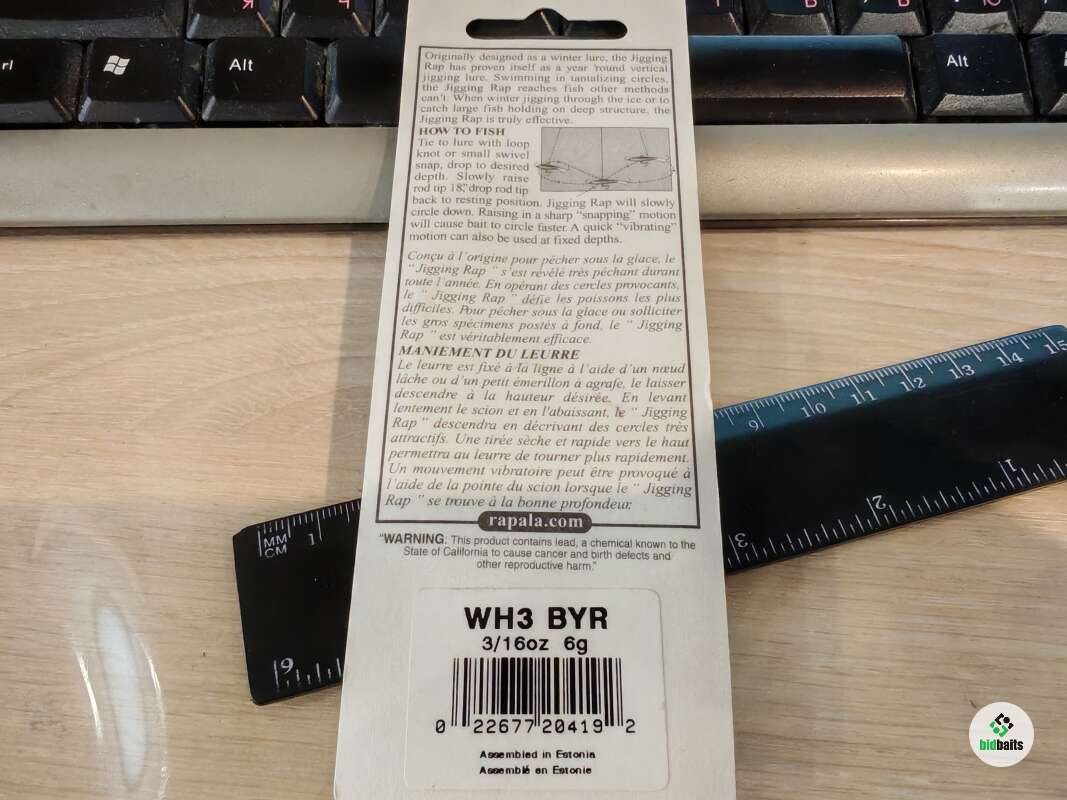 rl
Alt
Alt
Originally designed as a winter lure, the Jigging
Rap has proven itself as a year 'round vertical
jigging lure. Swimming in tantalizing circles,
the Jigging Rap reaches fish other methods
can't. When winter jigging through the ice or to
catch large fish holding on deep structure, the
Jigging Rap is truly effective.
HOW TO FISH
Tie to lure with loop
knot or small swivel
snap, drop to desired
depth. Slowly raise
rod tip 18", drop rod tip
back to resting position. Jigging Rap will slowly
circle down. Raising in a sharp "snapping" motion
will cause bait to circle faster. A quick "vibrating"
motion can also be used at fixed depths.
Conçu à l'origine pour pêcher sous la glace, le
" Jigging Rap " s'est révélé très pêchant durant
toute l'année. En opérant des cercles provocants,
le " Jigging Rap " défie les poissons les plus
difficiles. Pour pêcher sous la glace ou solliciter
les gros spécimens postés à fond, le " Jigging
Rap " est véritablement efficace.
MANIEMENT DU LEURRE
Le leurre est fixé à la ligne à l'aide d'un nœud
lâche ou d'un petit émerillon à agrafe, le laisser
descendre à la hauteur désirée. En levant
lentement le scion et en l'abaissant, le " Jigging
Rap " descendra en décrivant des cercles très
attractifs. Une tirée sèche et rapide vers le haut
permettra au leurre de tourner plus rapidement.
Un mouvement vibratoire peut être provoqué à
l'aide de la pointe du scion lorsque le " Jigging
Rap " se trouve à la bonne profondeur.
rapala.com
"WARNING: This product contains lead, a chemical known to the
State of California to cause cancer and birth defects and
other reproductive harm."
WH3 BYR
3/16oz 6g
0 22677 20419 2
Assembled in Estonia
Assemblé en Estonie
MM
CM
1
9 10 11 12 13 14 15
6
3 2 1
bidbaits